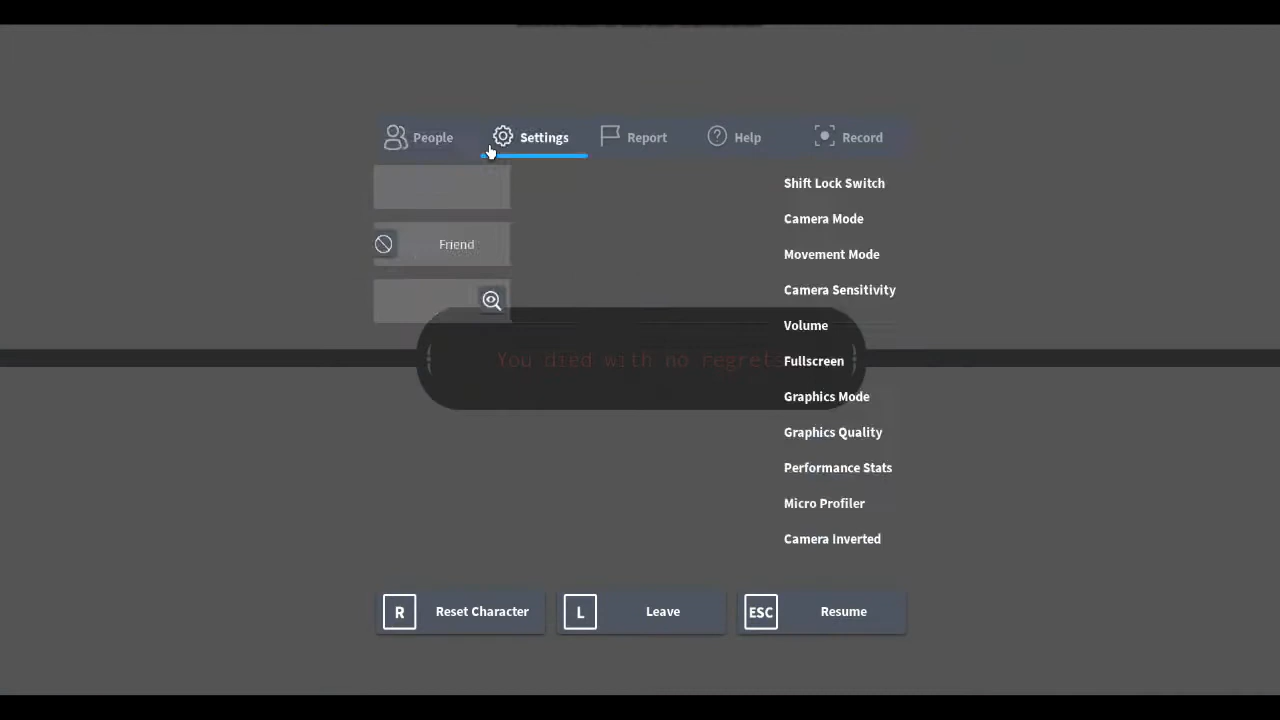 People Settings Report Help Record
Shift Lock Switch
Camera Mode
Friend
Movement Mode
Camera Sensitivity
Volume
You died with no regrets
Fullscreen
Graphics Mode
Graphics Quality
Performance Stats
Micro Profiler
Camera Inverted
R Reset Character L Leave ESC Resume